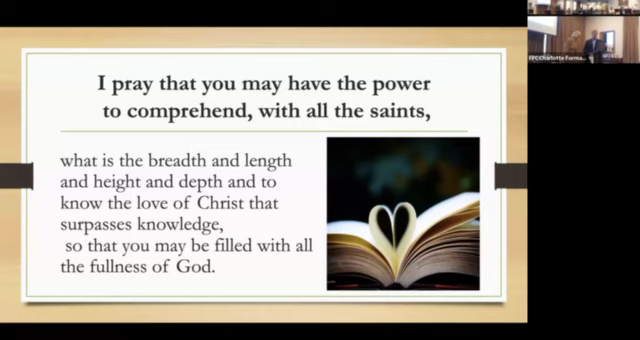 I pray that you may have the power
to comprehend, with all the saints,
what is the breadth and length
and height and depth and to
know the love of Christ that
surpasses knowledge,
so that you may be filled with all
the fullness of God.
FPCCharlotte Forma...